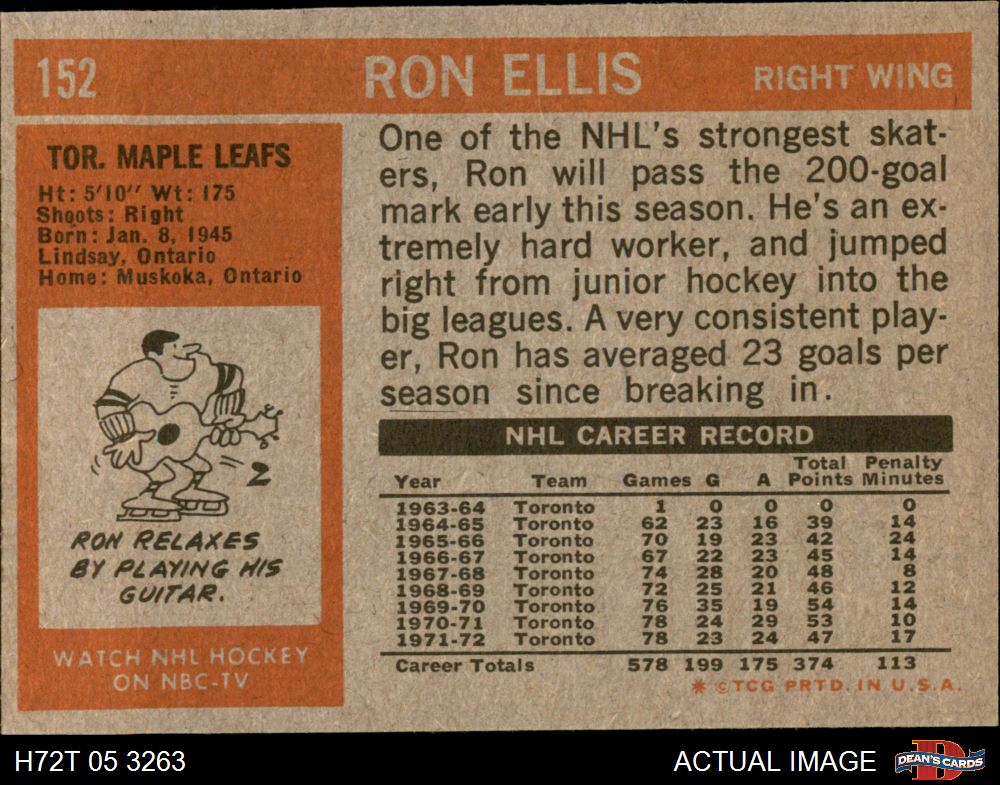 152 RON ELLIS RIGHT WING
TOR. MAPLE LEAFS
Ht: 5'10" Wt: 175
Shoots: Right
Born: Jan. 8, 1945
Lindsay, Ontario
Home: Muskoka, Ontario
RON RELAXES
BY PLAYING HIS
GUITAR.
2
WATCH NHL HOCKEY
ON NBC-TV
One of the NHL's strongest skat-
ers, Ron will pass the 200-goal
mark early this season. He's an ex-
tremely hard worker, and jumped
right from junior hockey into the
big leagues. A very consistent play-
er, Ron has averaged 23 goals per
season since breaking in.
NHL CAREER RECORD
Year Team Games G A Total Points Penalty Minutes
1963-64 Toronto 1 0 0 0 0
1964-65 Toronto 62 23 16 39 14
1965-66 Toronto 70 19 23 42 24
1966-67 Toronto 67 22 23 45 14
1967-68 Toronto 74 28 20 48 8
1968-69 Toronto 72 25 21 46 12
1969-70 Toronto 76 35 19 54 14
1970-71 Toronto 78 24 29 53 10
1971-72 Toronto 78 23 24 47 17
Career Totals 578 199 175 374 113
* © TCG PRTD. IN U.S.A.
H72T 05 3263 ACTUAL IMAGE DEAN'S CARDS